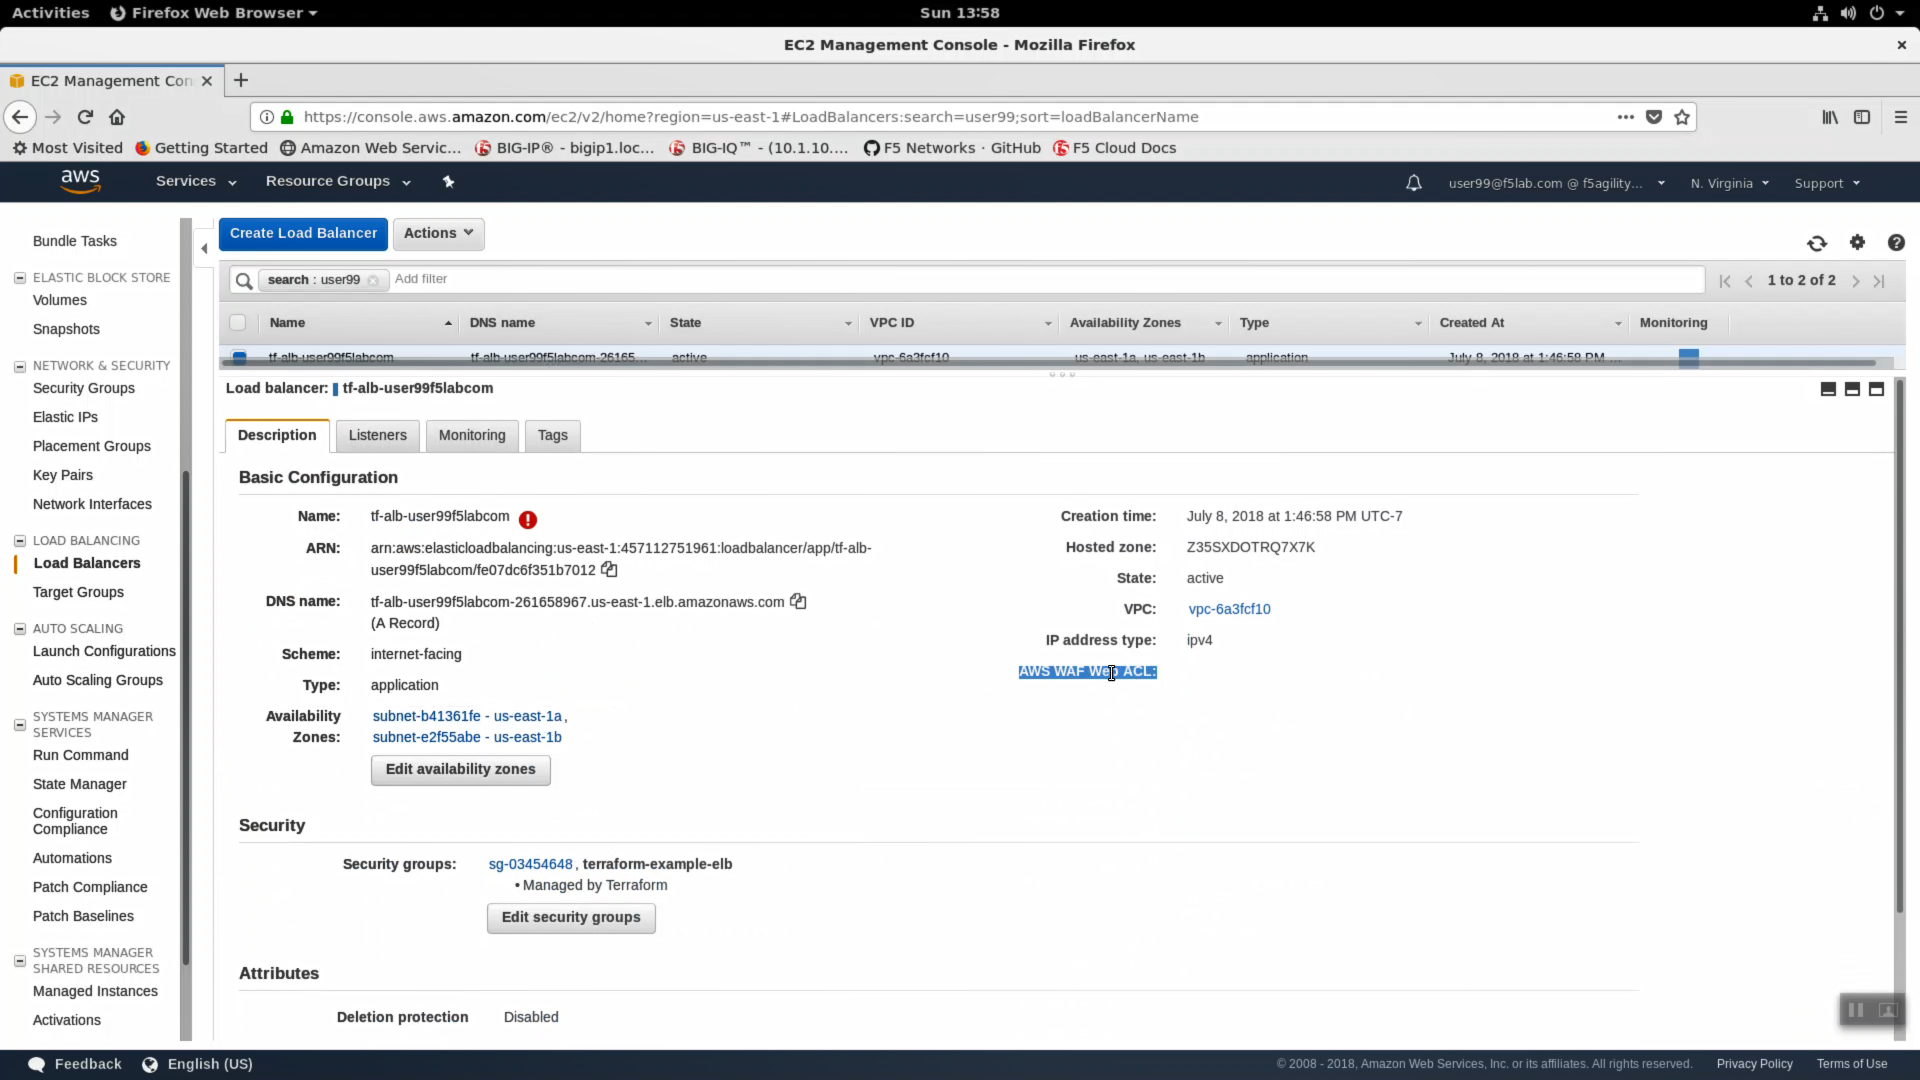 Activities Firefox Web Browser Sun 13:58
EC2 Management Console - Mozilla Firefox
EC2 Management Con
https://console.aws.amazon.com/ec2/v2/home?region=us-east-1#LoadBalancers:search=user99;sort=loadBalancerName
Most Visited Getting Started Amazon Web Servic... BIG-IP® - bigip1.loc... BIG-IQ™ - (10.1.10.... F5 Networks · GitHub F5 Cloud Docs
aws Services Resource Groups user99@f5lab.com @ f5agility... N. Virginia Support
Bundle Tasks
ELASTIC BLOCK STORE
Volumes
Snapshots
NETWORK & SECURITY
Security Groups
Elastic IPs
Placement Groups
Key Pairs
Network Interfaces
LOAD BALANCING
Load Balancers
Target Groups
AUTO SCALING
Launch Configurations
Auto Scaling Groups
SYSTEMS MANAGER
SERVICES
Run Command
State Manager
Configuration
Compliance
Automations
Patch Compliance
Patch Baselines
SYSTEMS MANAGER
SHARED RESOURCES
Managed Instances
Activations
Create Load Balancer Actions
search : user99 Add filter 1 to 2 of 2
Name DNS name State VPC ID Availability Zones Type Created At Monitoring
tf-alb-user99f5labcom tf-alb-user99f5labcom-26165... active vpc-6a3fcf10 us-east-1a, us-east-1b application July 8, 2018 at 1:46:58 PM ...
Load balancer: tf-alb-user99f5labcom
Description Listeners Monitoring Tags
Basic Configuration
Name: tf-alb-user99f5labcom
ARN: arn:aws:elasticloadbalancing:us-east-1:457112751961:loadbalancer/app/tf-alb-
user99f5labcom/fe07dc6f351b7012
DNS name: tf-alb-user99f5labcom-261658967.us-east-1.elb.amazonaws.com
(A Record)
Scheme: internet-facing
Type: application
Availability subnet-b41361fe - us-east-1a,
Zones: subnet-e2f55abe - us-east-1b
Edit availability zones
Creation time: July 8, 2018 at 1:46:58 PM UTC-7
Hosted zone: Z35SXDOTRQ7X7K
State: active
VPC: vpc-6a3fcf10
IP address type: ipv4
AWS WAF Web ACL:
Security
Security groups: sg-03454648, terraform-example-elb
• Managed by Terraform
Edit security groups
Attributes
Deletion protection Disabled
Feedback English (US) © 2008 - 2018, Amazon Web Services, Inc. or its affiliates. All rights reserved. Privacy Policy Terms of Use